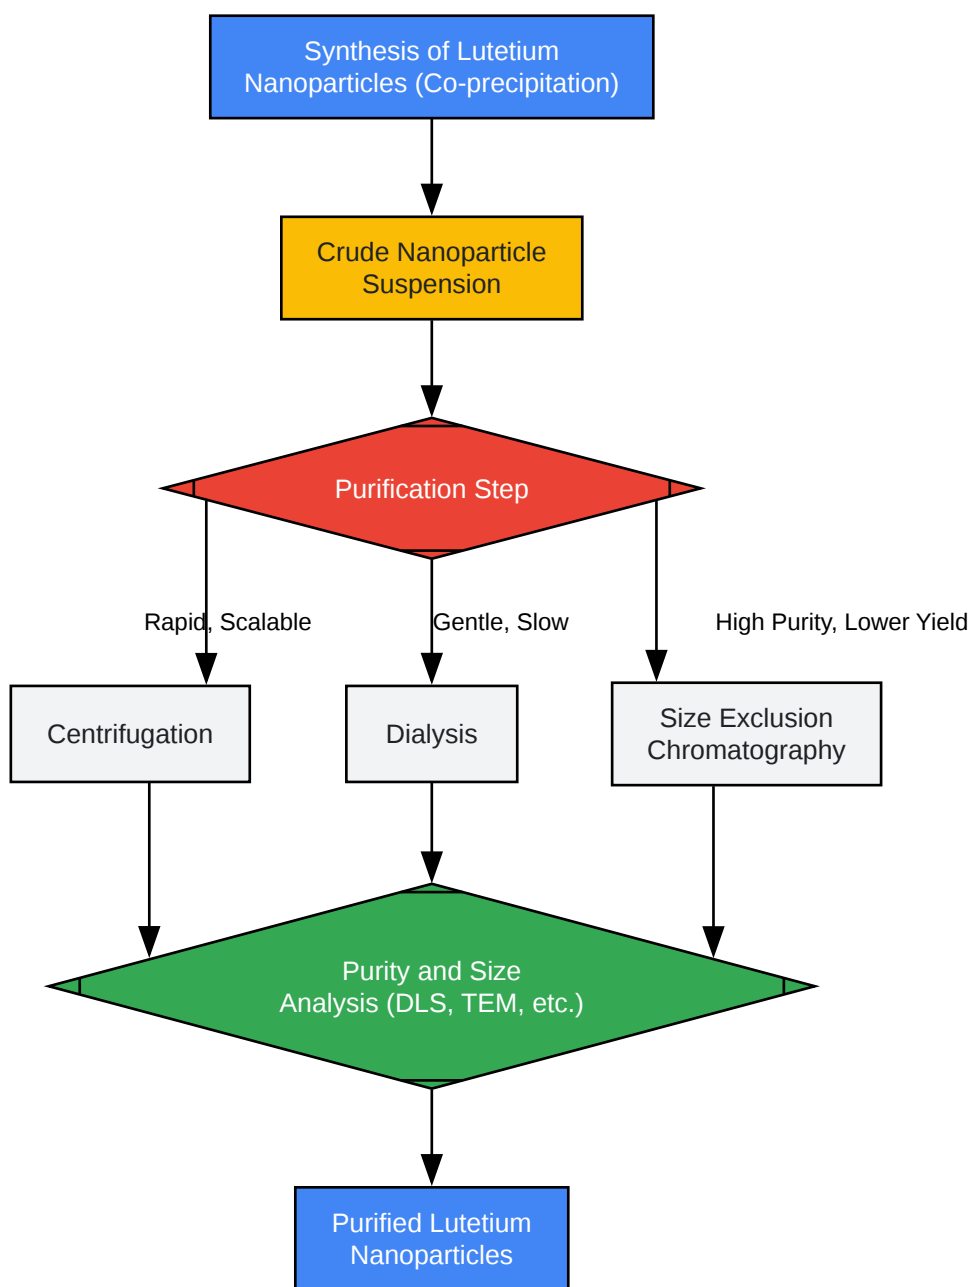 Synthesis of Lutetium
Nanoparticles (Co-precipitation)
Crude Nanoparticle
Suspension
Purification Step
Rapid, Scalable
Gentle, Slow
High Purity, Lower Yield
Centrifugation
Dialysis
Size Exclusion
Chromatography
Purity and Size
Analysis (DLS, TEM, etc.)
Purified Lutetium
Nanoparticles